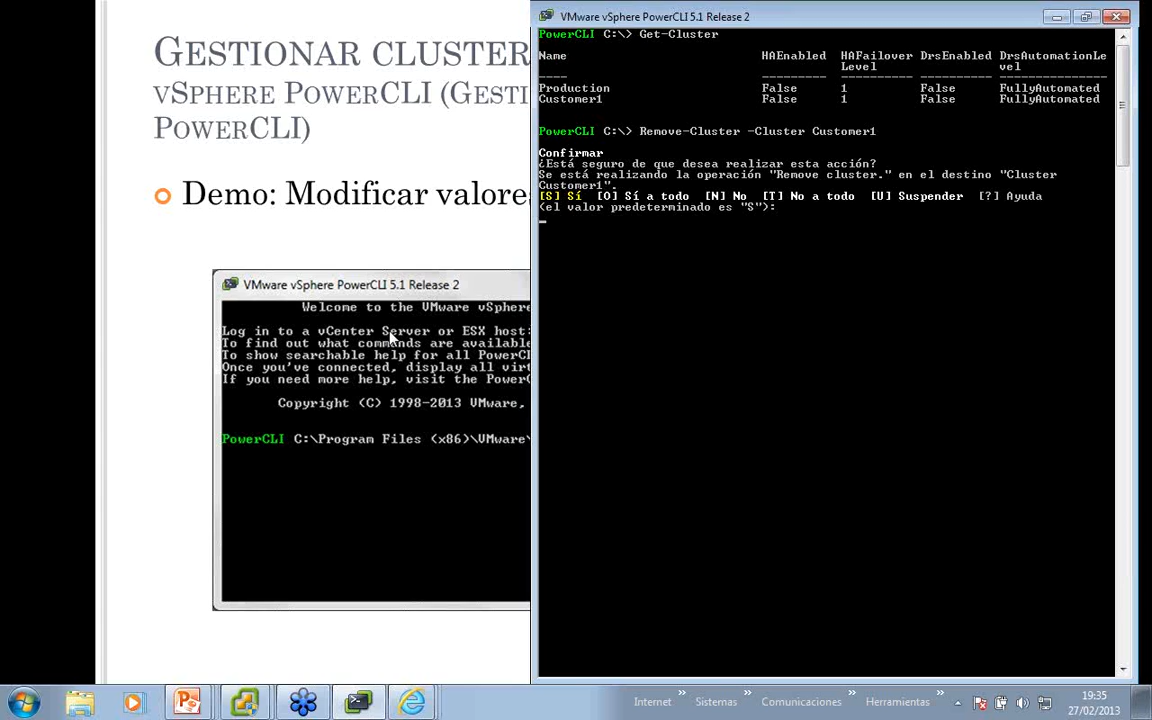 GESTIONAR CLUSTER
VSPHERE POWERCLI (GESTI
POWERCLI)
Demo: Modificar valore
VMware vSphere PowerCLI 5.1 Release 2
Welcome to the VMware vSphere
Log in to a vCenter Server or ESX host:
To find out what commands are available
To show searchable help for all PowerCL
Once you've connected, display all virt
If you need more help, visit the Power
Copyright (C) 1998-2013 VMware,
PowerCLI C:\Program Files (x86)\VMware\
VMware vSphere PowerCLI 5.1 Release 2
PowerCLI C:\> Get-Cluster
Name HAEnabled HAFailover DrsEnabled DrsAutomationLe
Level vel
---- --------- ---------- ---------- ---------------
Production False 1 False FullyAutomated
Customer1 False 1 False FullyAutomated
PowerCLI C:\> Remove-Cluster -Cluster Customer1
Confirmar
¿Está seguro de que desea realizar esta acción?
Se está realizando la operación "Remove cluster." en el destino "Cluster
Customer1".
[S] Sí [O] Sí a todo [N] No [T] No a todo [U] Suspender [?] Ayuda
(el valor predeterminado es "S"):
Internet Sistemas Comunicaciones Herramientas
19:35
27/02/2013